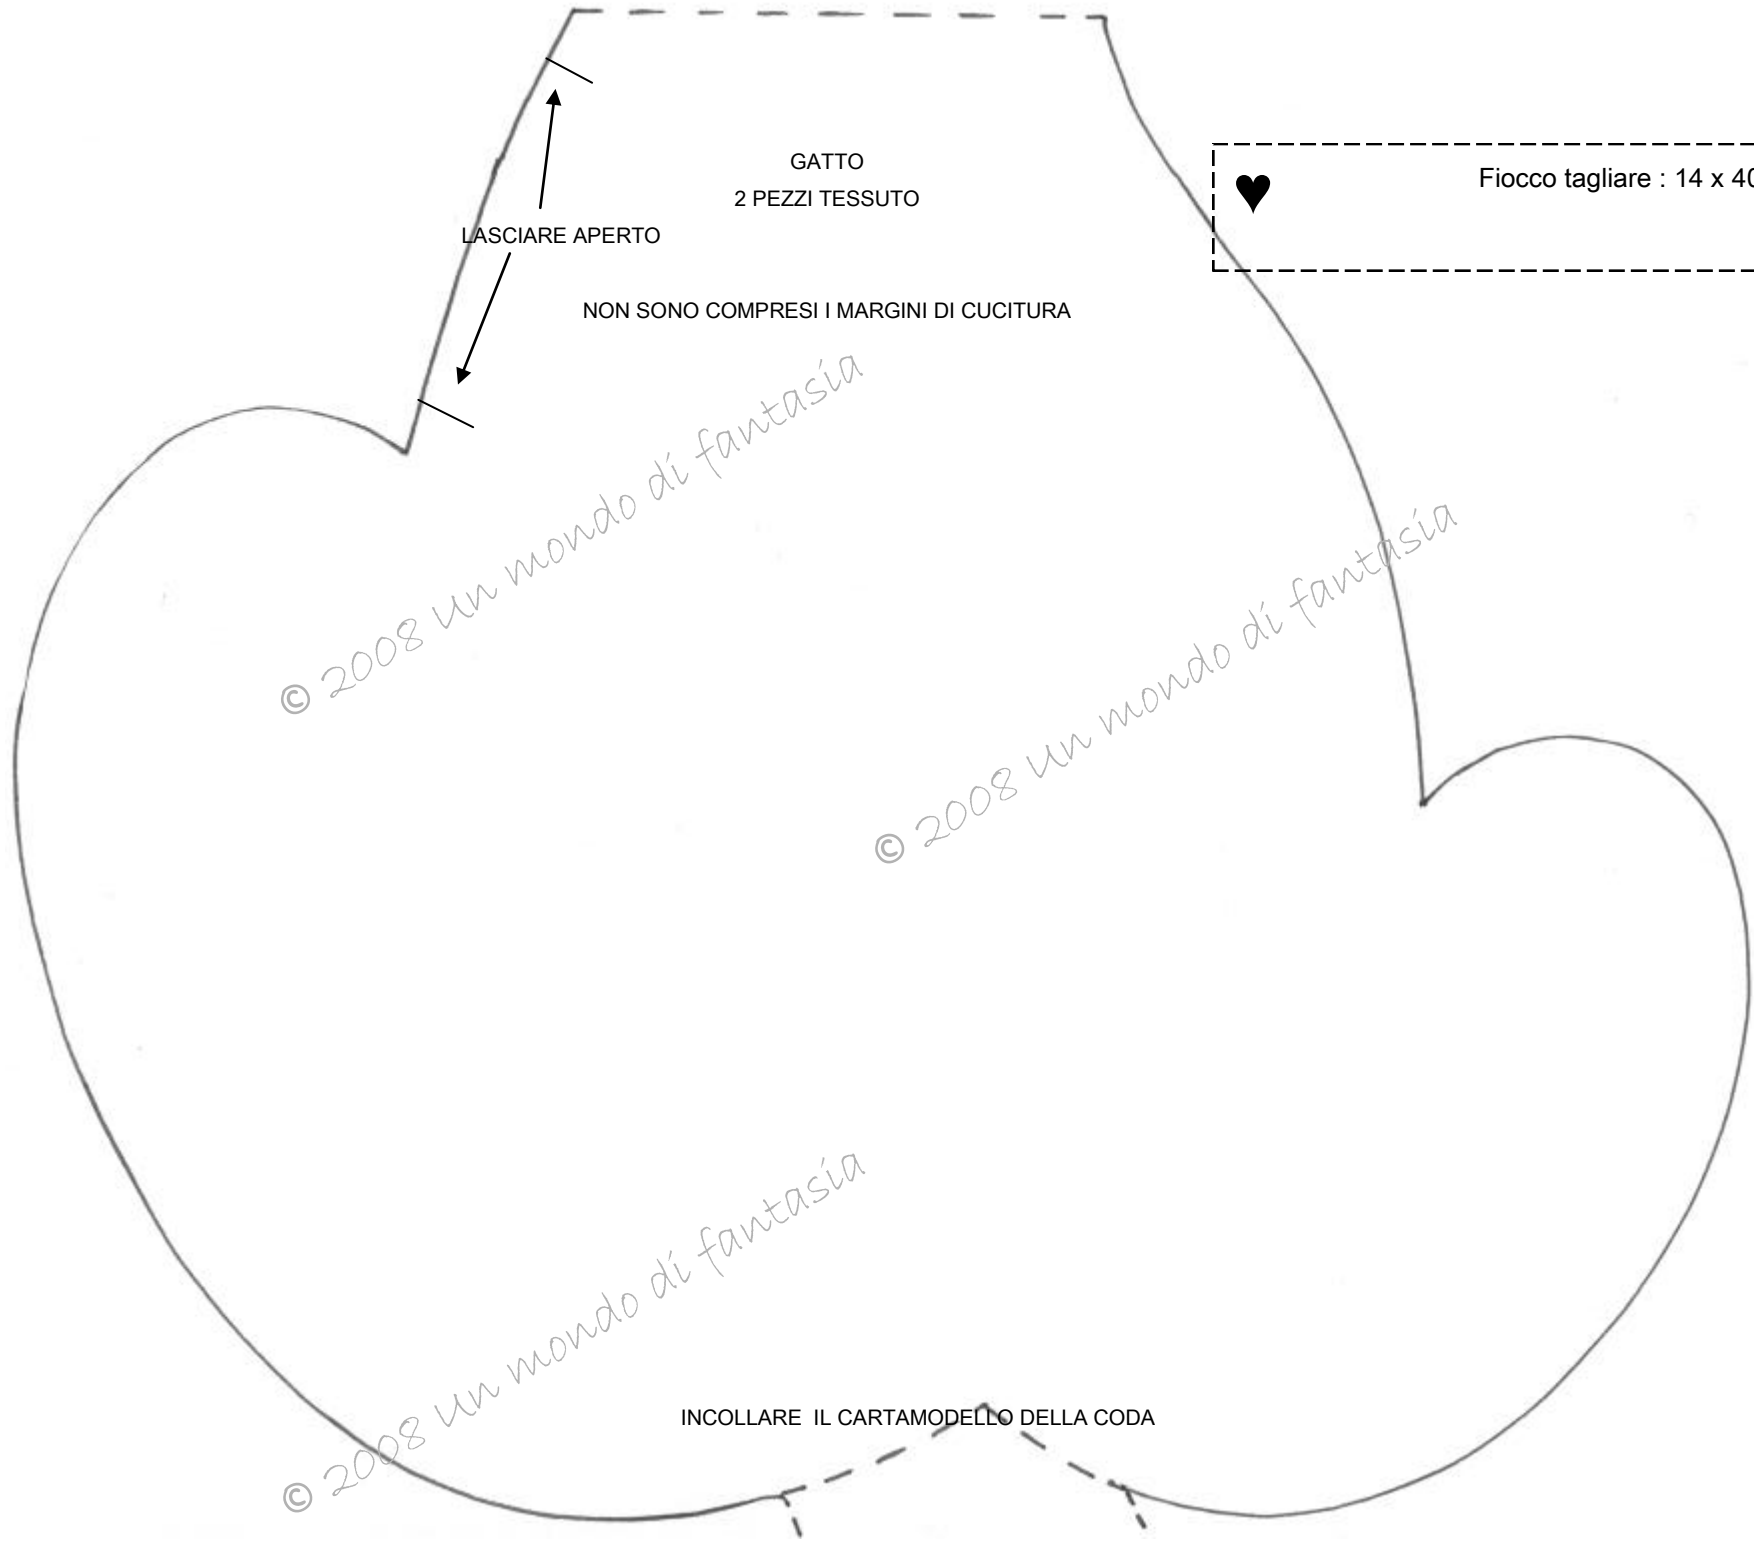 GATTO
2 PEZZI TESSUTO
♥ Fiocco tagliare : 14 x 40
LASCIARE APERTO
NON SONO COMPRESI I MARGINI DI CUCITURA
© 2008 Un mondo di fantasia
© 2008 Un mondo di fantasia
© 2008 Un mondo di fantasia
INCOLLARE IL CARTAMODELLO DELLA CODA